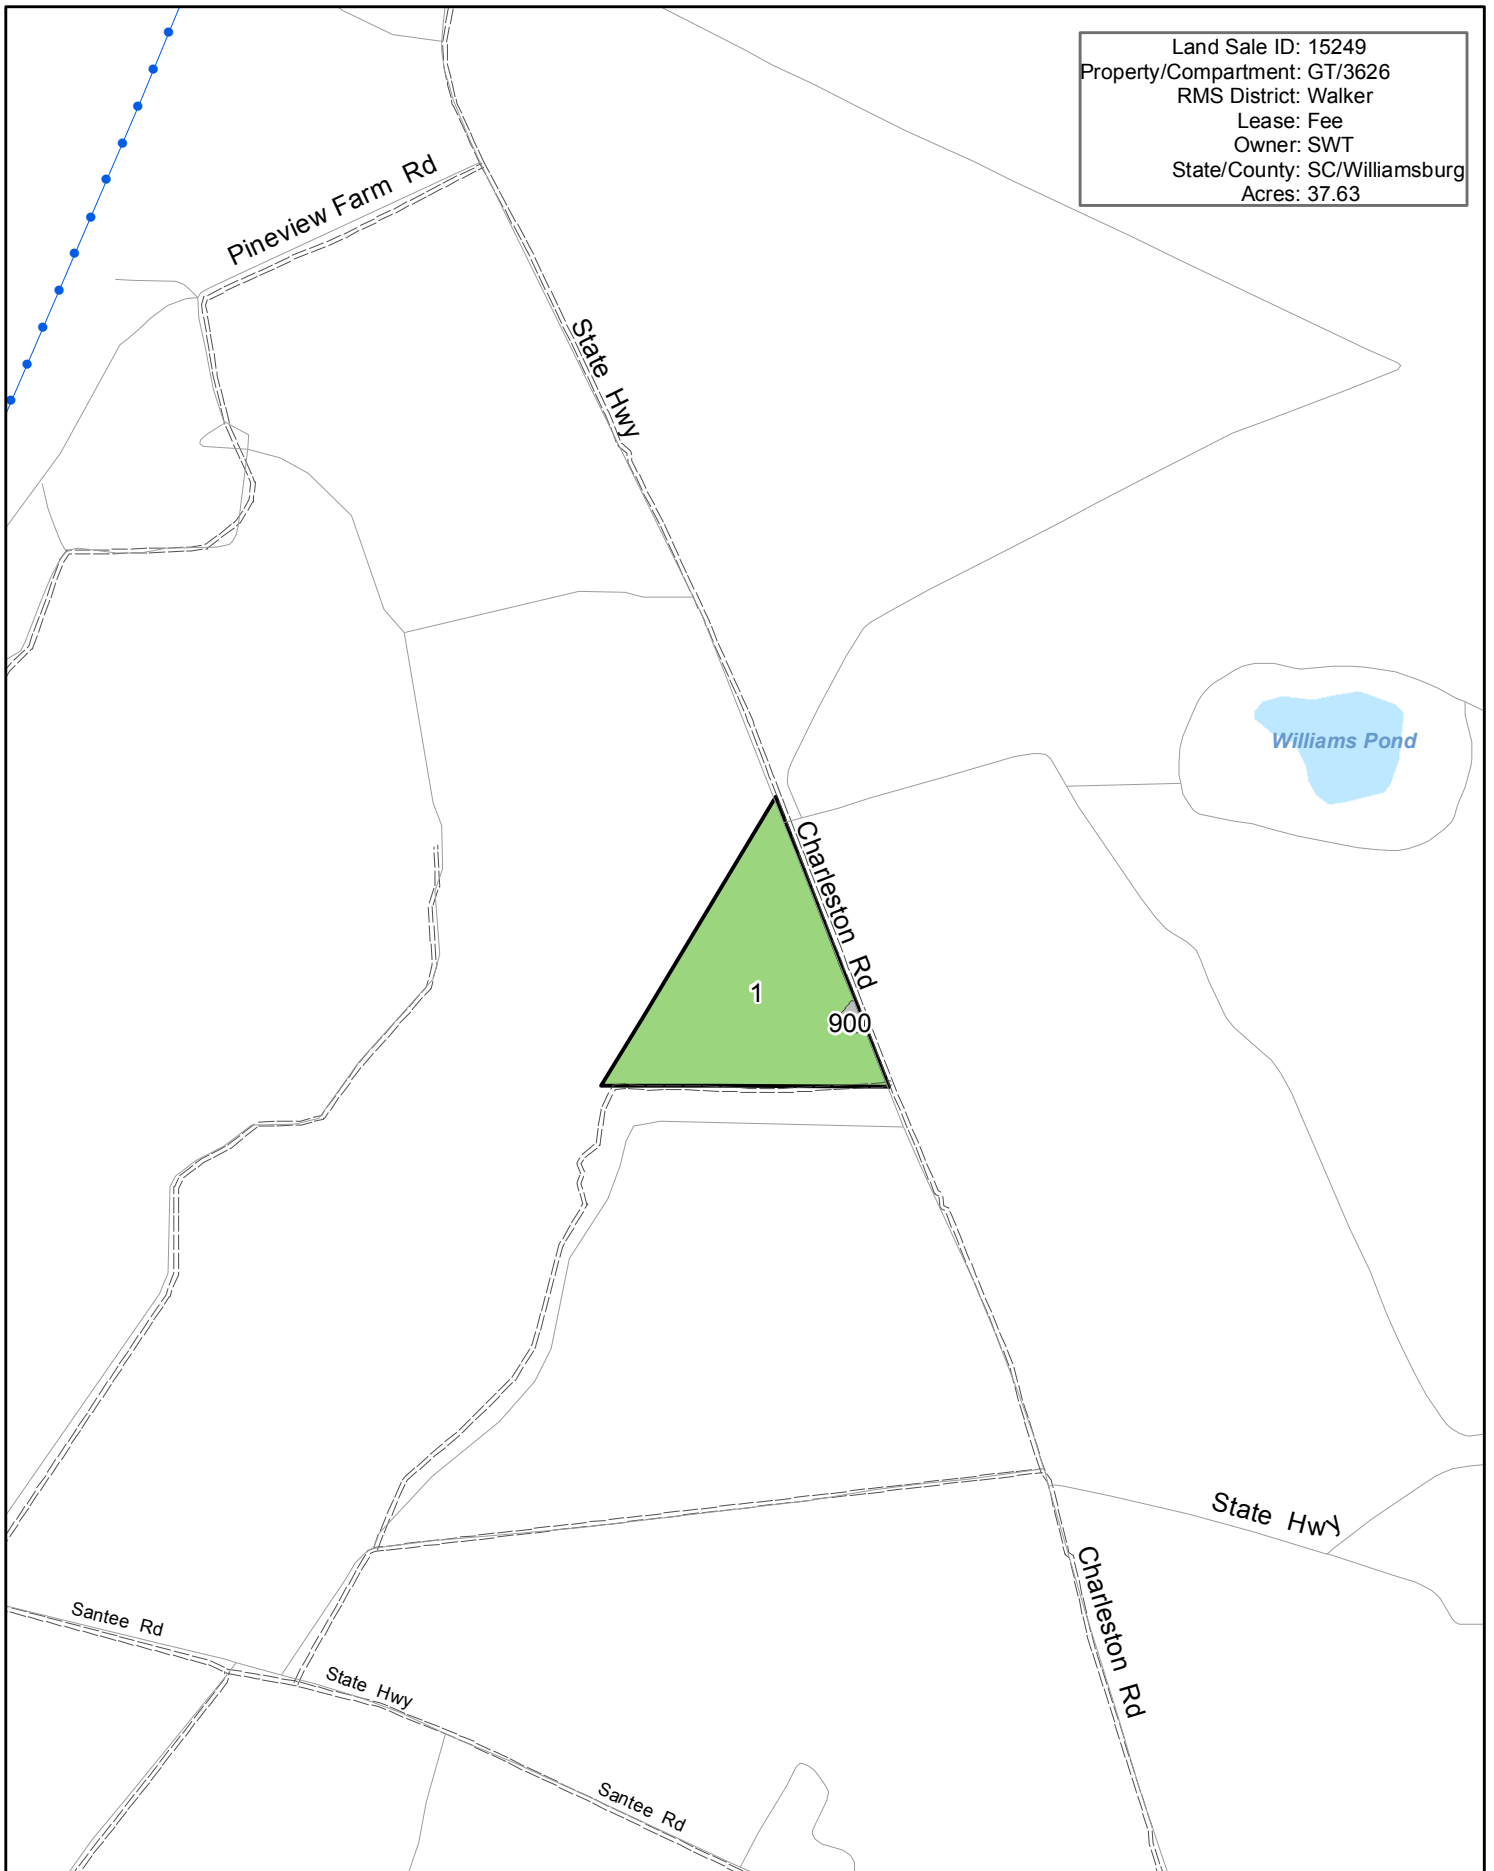 Land Sale ID: 15249
Property/Compartment: GT/3626
RMS District: Walker
Lease: Fee
Owner: SWT
State/County: SC/Williamsburg
Acres: 37.63
Pineview Farm Rd
State Hwy
Williams Pond
Charleston Rd
1
900
State Hwy
Charleston Rd
Santee Rd
State Hwy
Santee Rd